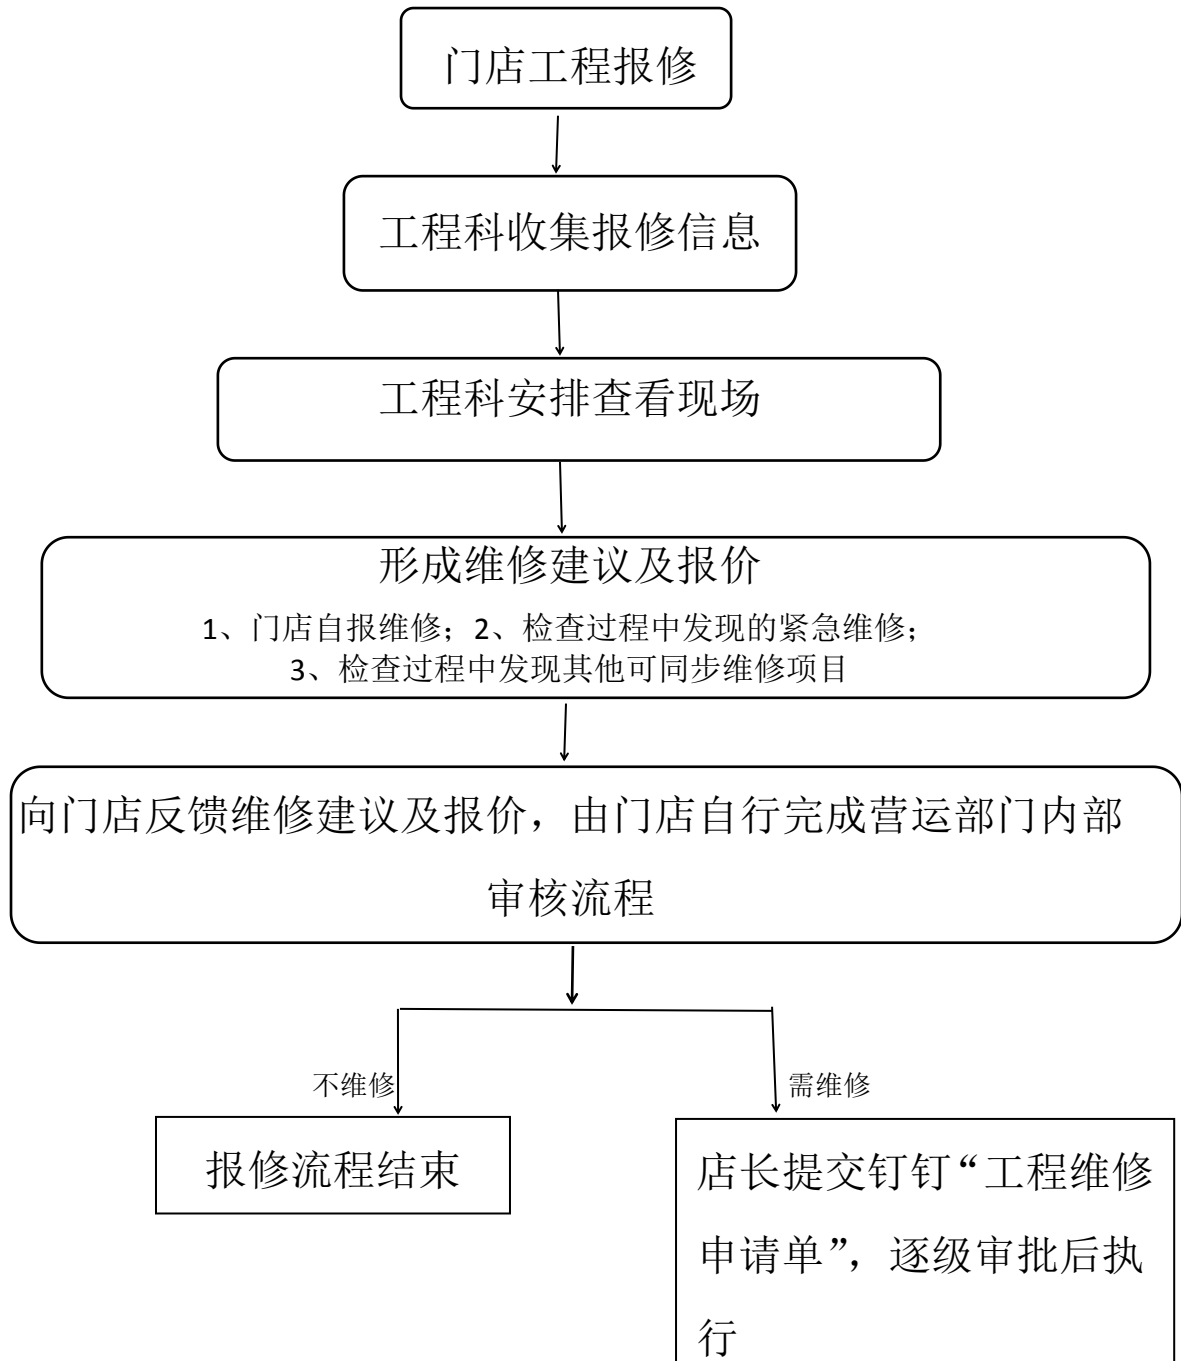 门店工程报修
工程科收集报修信息
工程科安排查看现场
形成维修建议及报价
1、门店自报维修；2、检查过程中发现的紧急维修；
3、检查过程中发现其他可同步维修项目
向门店反馈维修建议及报价，由门店自行完成营运部门内部
审核流程
不维修
需维修
报修流程结束
店长提交钉钉“工程维修
申请单”，逐级审批后执
行